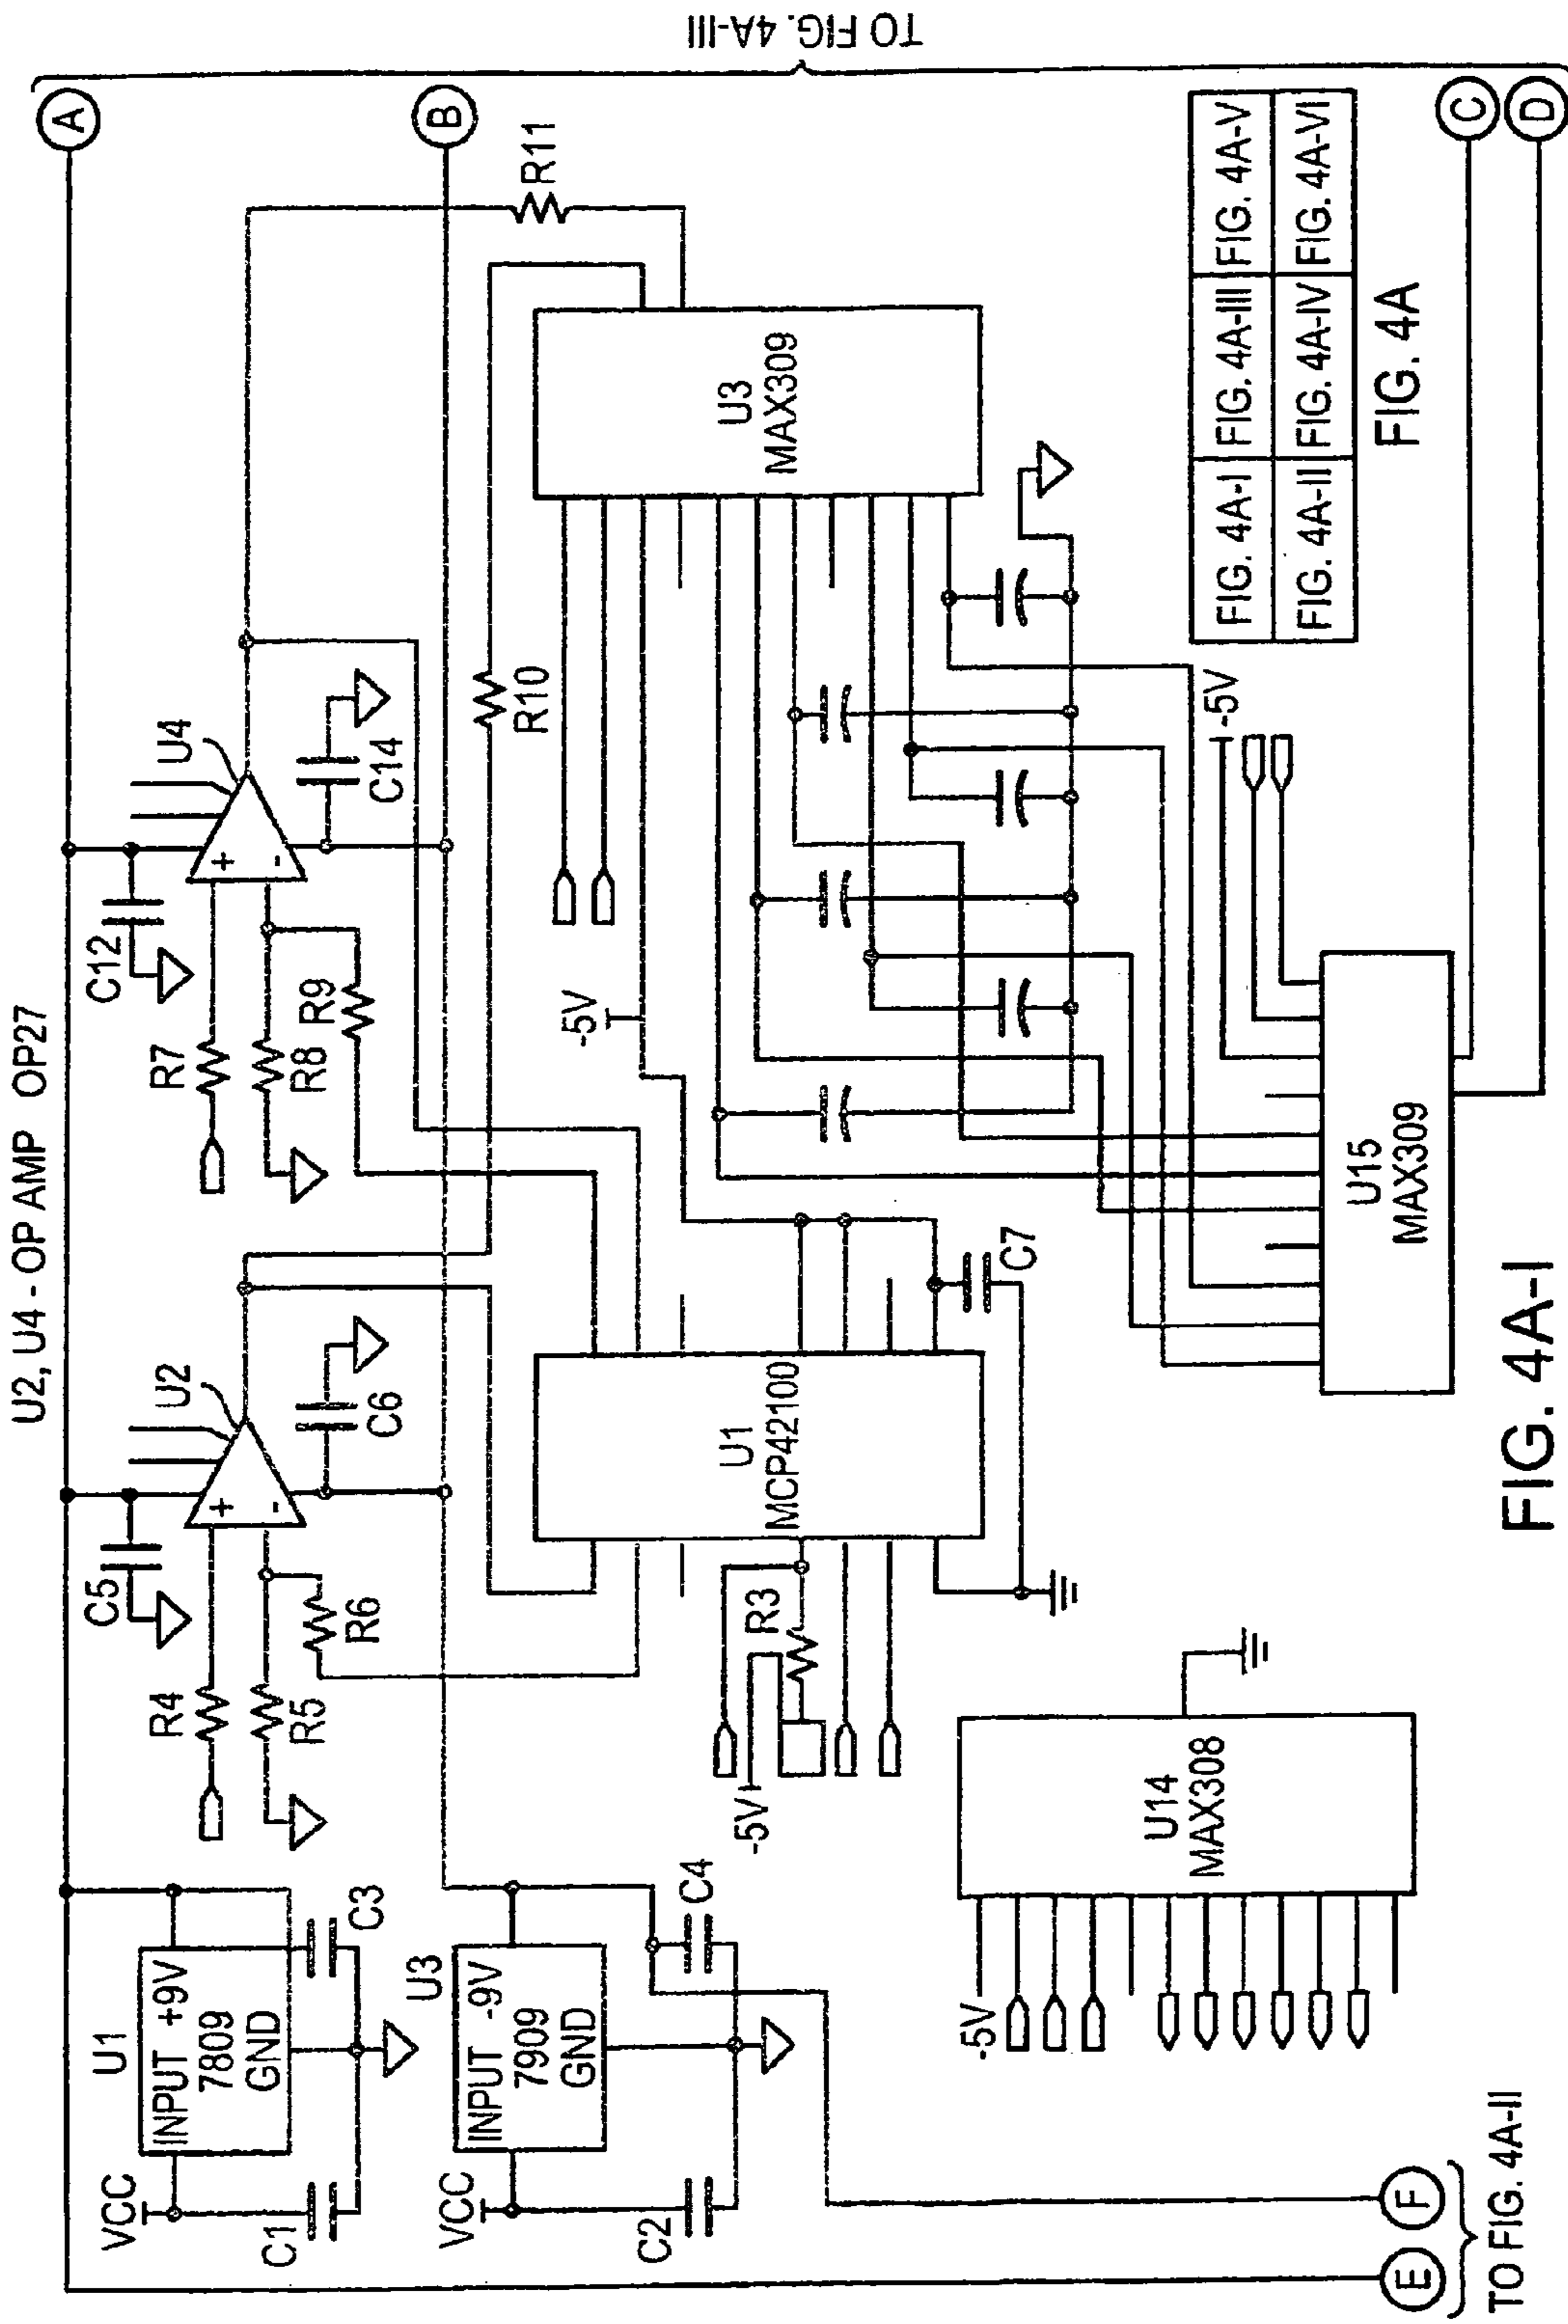 U2, U4 - OP AMP OP27
A
TO FIG. 4A-III
VCC
U1
INPUT +9V
7809
GND
C1
C3
C5
U2
+
-
R4
R5
R6
C6
C12
U4
+
-
R7
R8
R9
C14
B
VCC
U3
INPUT -9V
7909
GND
C2
C4
R10
R11
-5V
R3
U1
MCP42100
C7
-5V
U3
MAX309
-5V
U14
MAX308
U15
MAX309
-5V
FIG. 4A-I FIG. 4A-III FIG. 4A-V
FIG. 4A-II FIG. 4A-IV FIG. 4A-VI
FIG. 4A
C
D
E
F
TO FIG. 4A-II
FIG. 4A-I